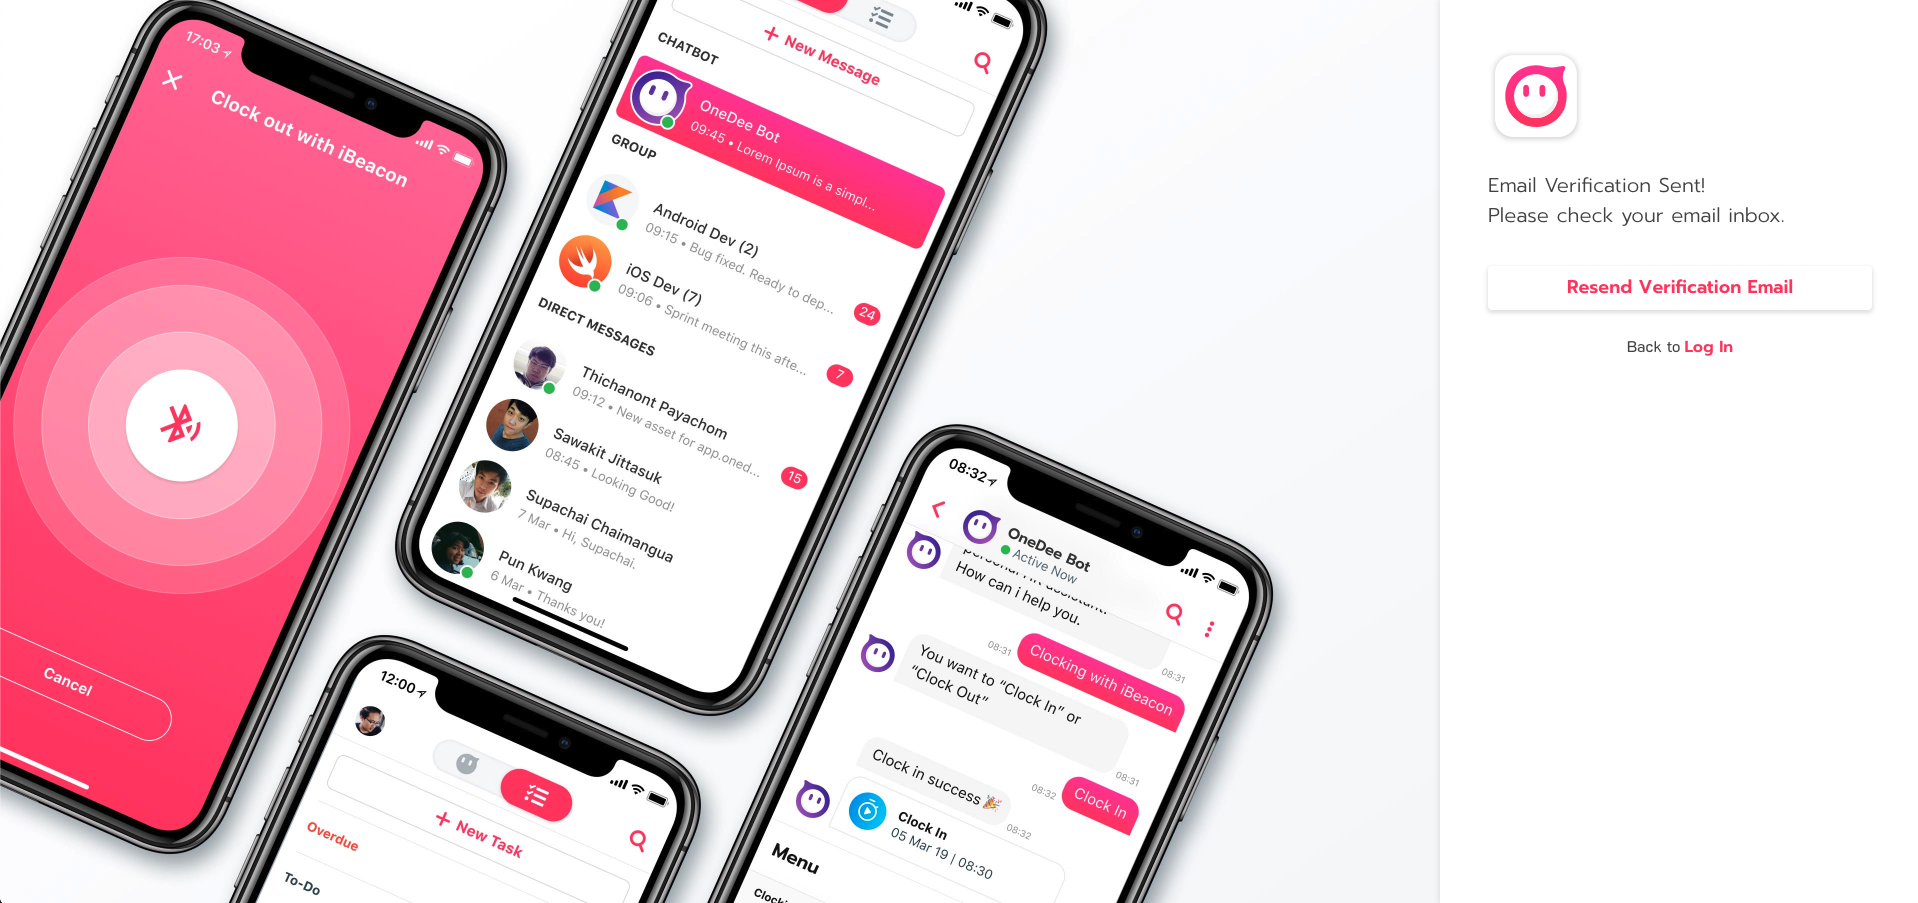 17:03
Clock out with iBeacon
Cancel
+ New Message
CHATBOT
OneDee Bot
09:45 • Lorem Ipsum is a simpl...
GROUP
Android Dev (2)
09:15 • Bug fixed. Ready to dep...
24
iOS Dev (7)
09:06 • Sprint meeting this afte...
7
DIRECT MESSAGES
Thichanont Payachom
09:12 • New asset for app.oned...
15
Sawakit Jittasuk
08:45 • Looking Good!
Supachai Chaimangua
7 Mar • Hi, Supachai.
Pun Kwang
6 Mar • Thanks you!
12:00
+ New Task
Overdue
To-Do
08:32
OneDee Bot
Active Now
personal HR assistant.
How can i help you.
08:31
08:31
Clocking with iBeacon
You want to “Clock In” or
“Clock Out”
08:31
08:32
Clock In
Clock in success 🎉
08:32
Clock In
05 Mar 19 | 08:30
Menu
Email Verification Sent!
Please check your email inbox.
Resend Verification Email
Back to Log In